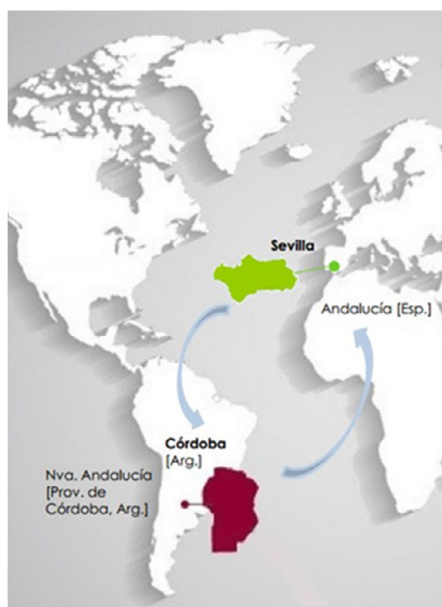 Sevilla
Andalucía [Esp.]
Córdoba
[Arg.]
Nva. Andalucía
[Prov. de
Córdoba, Arg.]